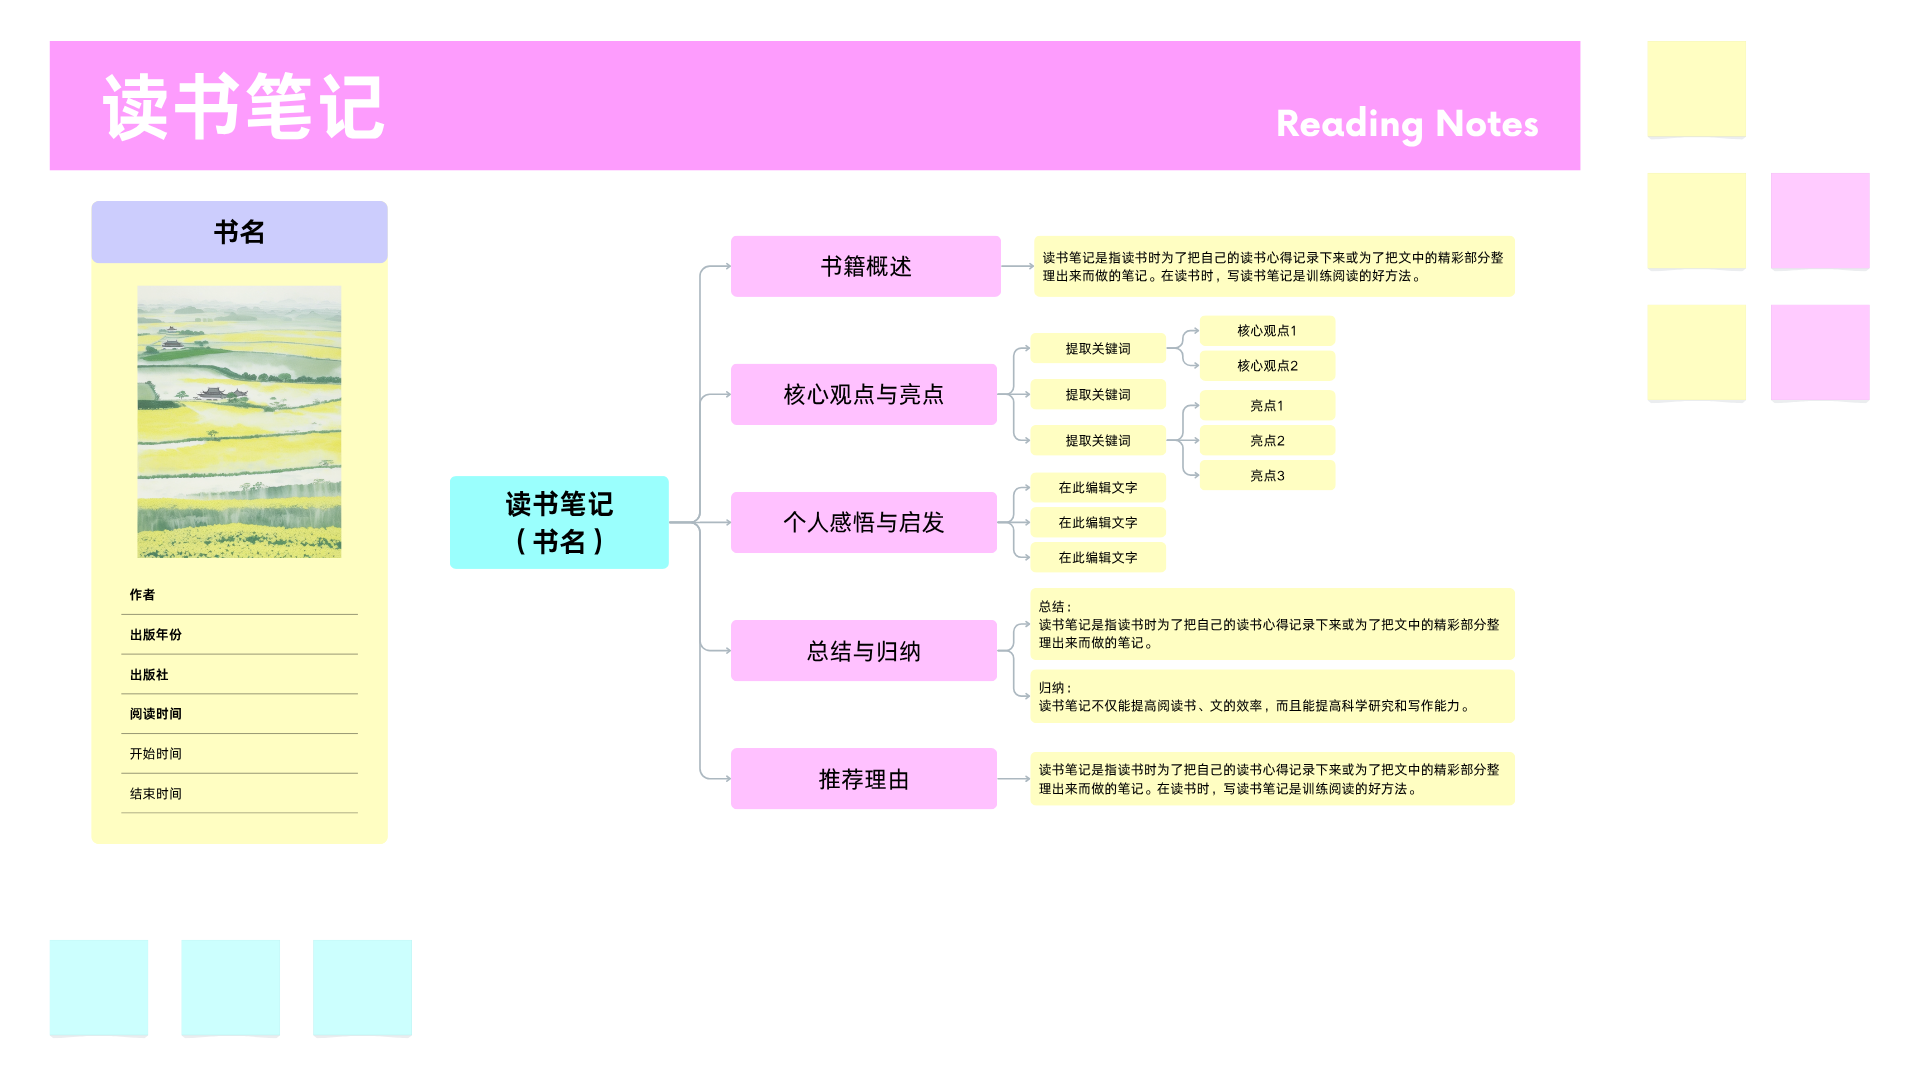 读书笔记
Reading Notes
书名
作者
出版年份
出版社
阅读时间
开始时间
结束时间
读书笔记
（书名）
书籍概述
读书笔记是指读书时为了把自己的读书心得记录下来或为了把文中的精彩部分整
理出来而做的笔记。在读书时，写读书笔记是训练阅读的好方法。
核心观点与亮点
提取关键词
核心观点1
核心观点2
提取关键词
提取关键词
亮点1
亮点2
亮点3
个人感悟与启发
在此编辑文字
在此编辑文字
在此编辑文字
总结与归纳
总结：
读书笔记是指读书时为了把自己的读书心得记录下来或为了把文中的精彩部分整
理出来而做的笔记。
归纳：
读书笔记不仅能提高阅读书、文的效率，而且能提高科学研究和写作能力。
推荐理由
读书笔记是指读书时为了把自己的读书心得记录下来或为了把文中的精彩部分整
理出来而做的笔记。在读书时，写读书笔记是训练阅读的好方法。